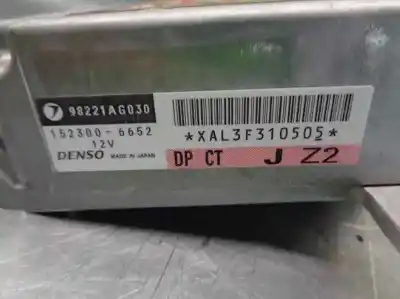 98221AG030
152300-6652
12V
DENSO MADE IN JAPAN
*XAL3F310505*
DP CT J Z2